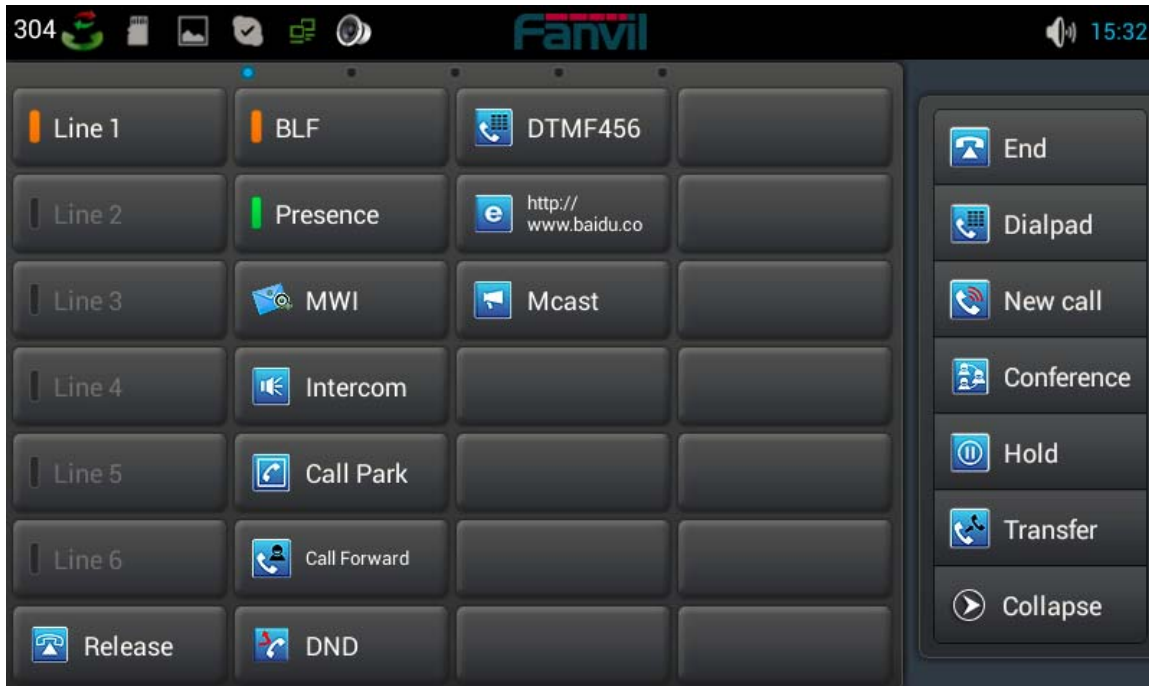 304
Fanvil
15:32
Line 1
BLF
DTMF456
Line 2
Presence
http://
www.baidu.co
Line 3
MWI
Mcast
Line 4
Intercom
Line 5
Call Park
Line 6
Call Forward
Release
DND
End
Dialpad
New call
Conference
Hold
Transfer
Collapse